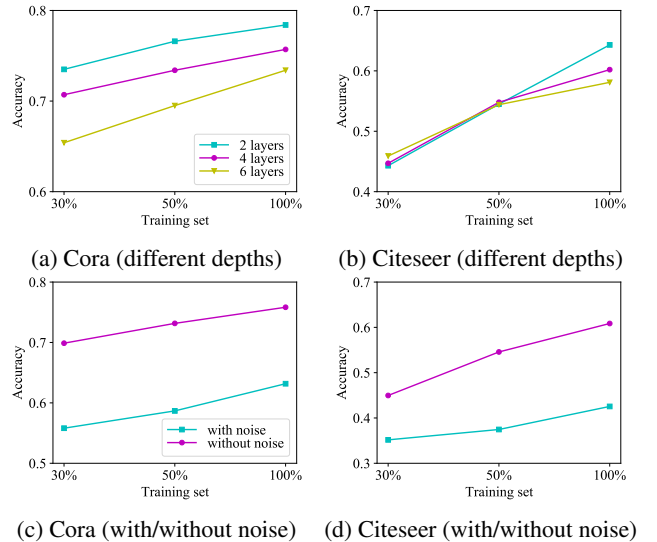 0.8
0.7
0.6
Accuracy
2 layers
4 layers
6 layers
30%
50%
100%
Training set
(a) Cora (different depths)
0.6
0.5
0.4
Accuracy
30%
50%
100%
Training set
(b) Citeseer (different depths)
0.8
0.7
0.6
0.5
Accuracy
with noise
without noise
30%
50%
100%
Training set
(c) Cora (with/without noise)
0.7
0.6
0.5
0.4
0.3
Accuracy
30%
50%
100%
Training set
(d) Citeseer (with/without noise)